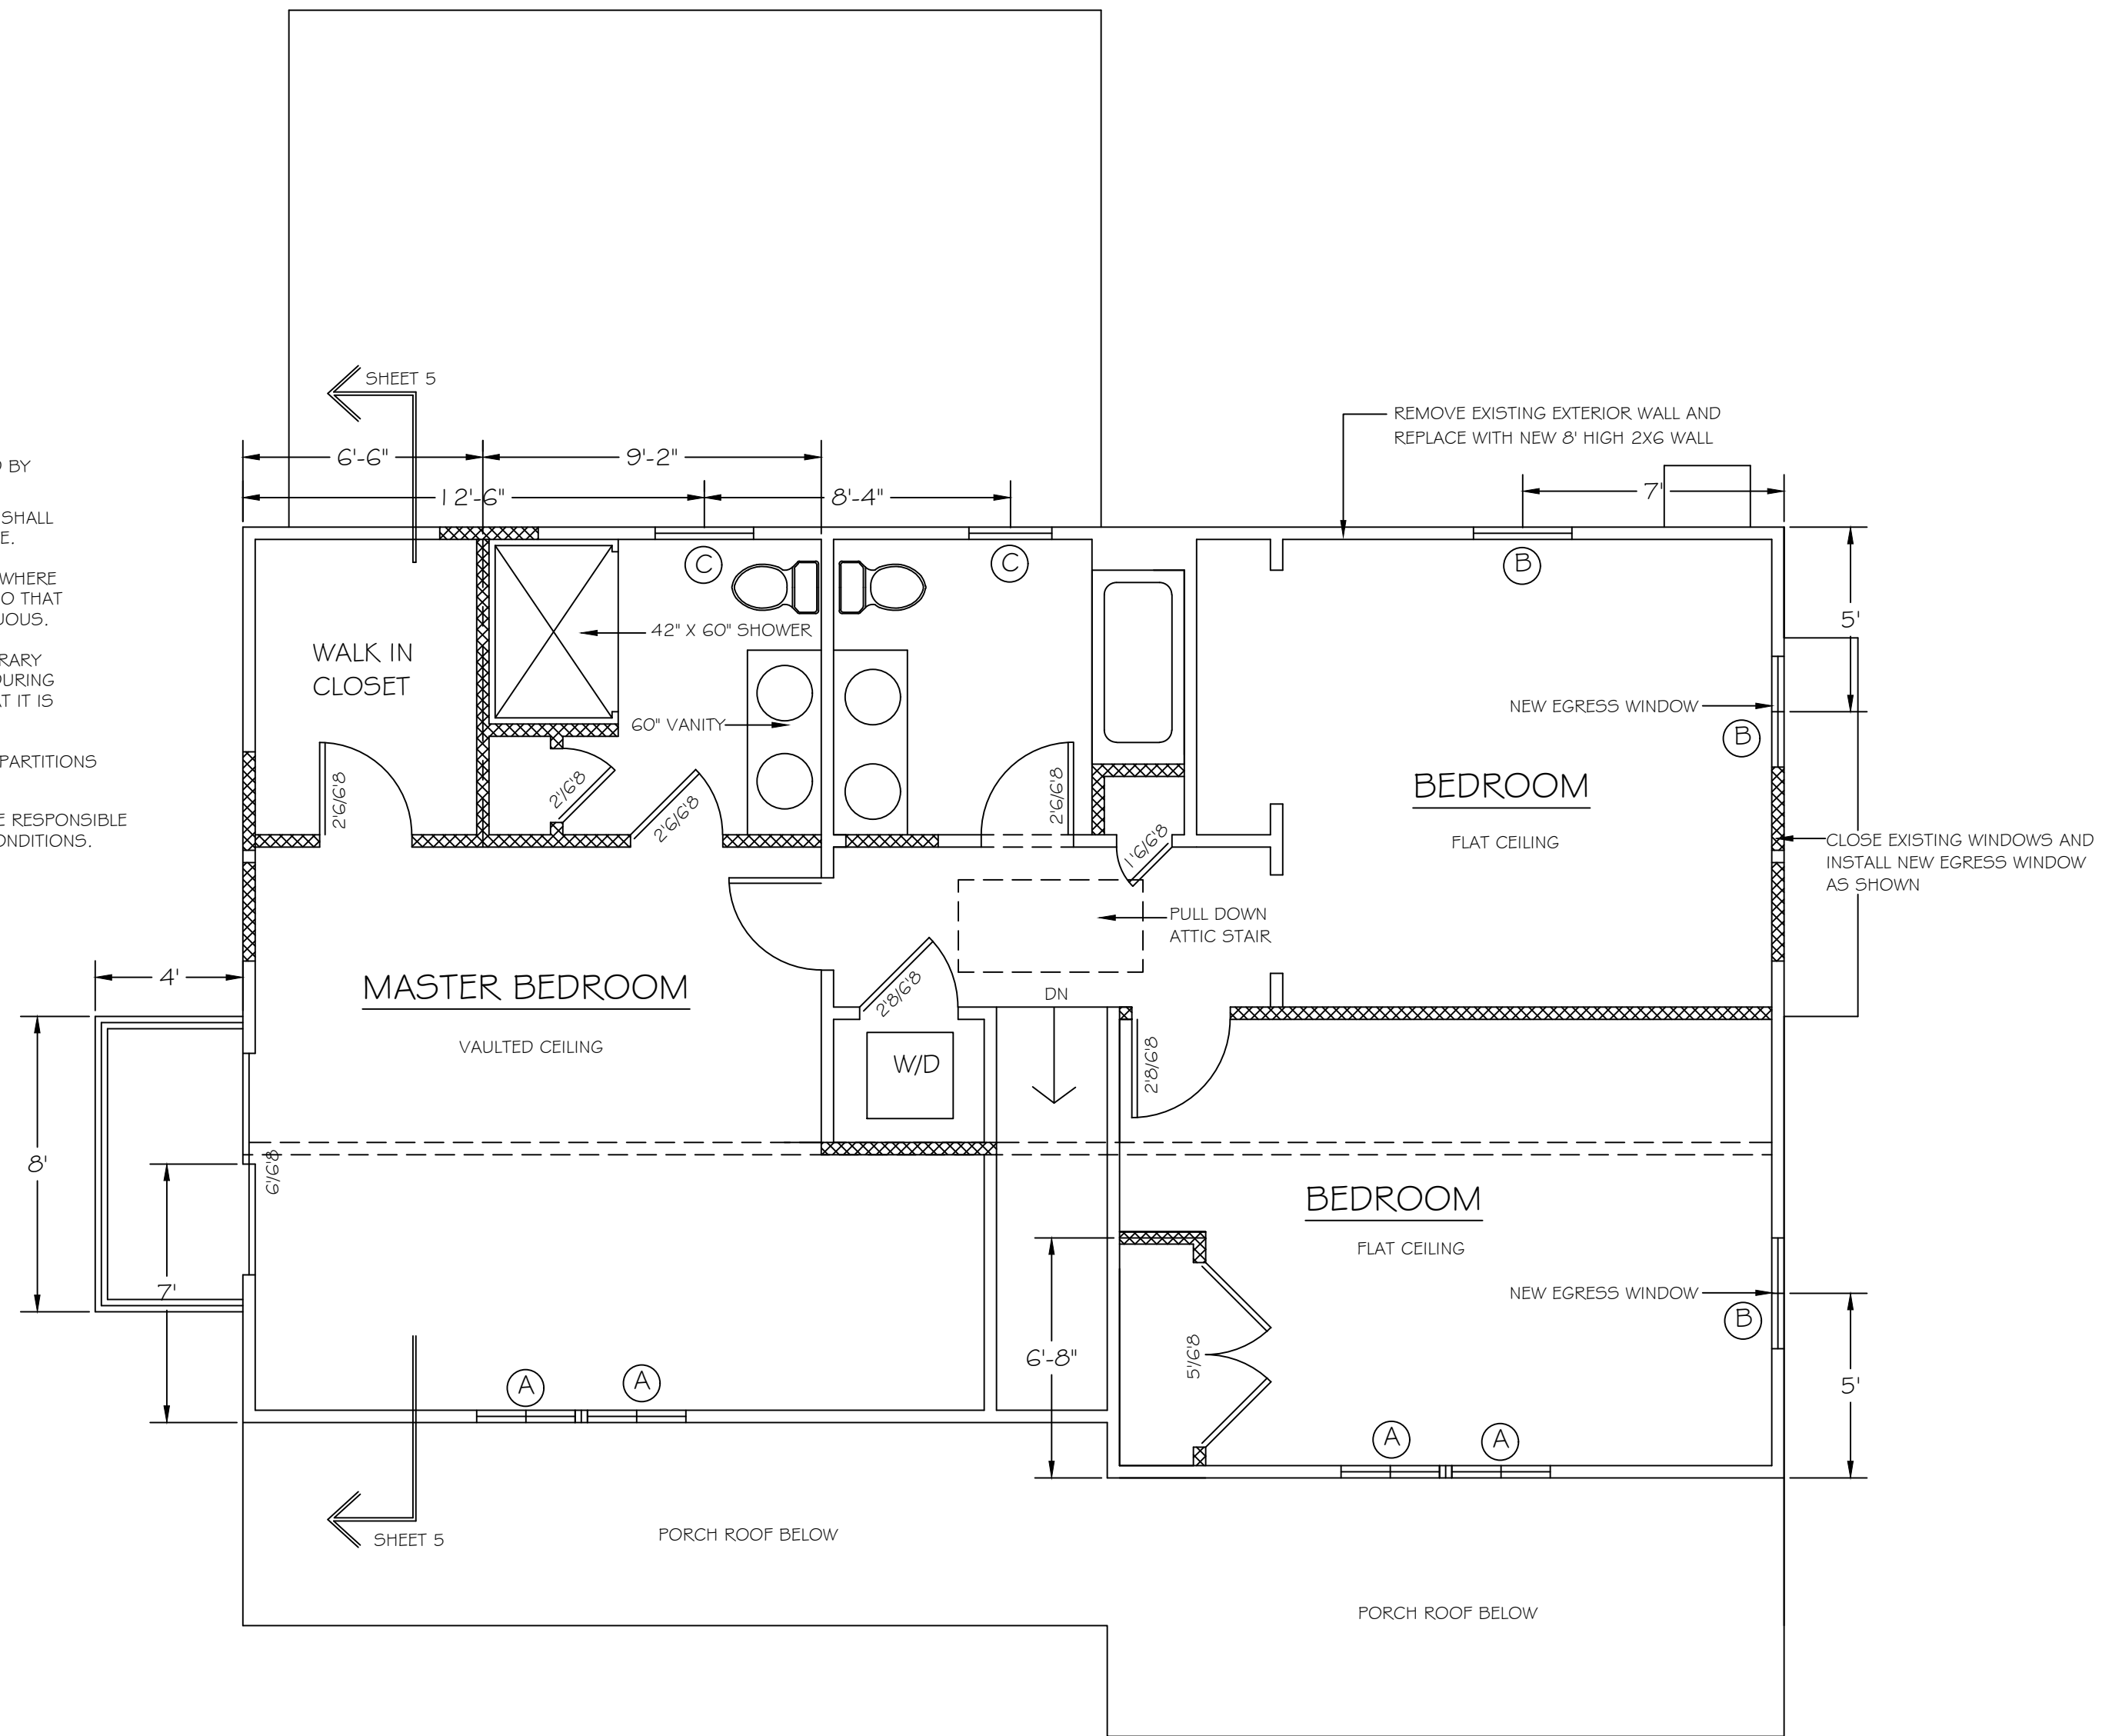 SHEET 5
REMOVE EXISTING EXTERIOR WALL AND
REPLACE WITH NEW 8' HIGH 2X6 WALL
6'-6"
9'-2"
12'-6"
8'-4"
7'
BY
SHALL
E.
WHERE
O THAT
UOUS.
RARY
DURING
AT IT IS
PARTITIONS
E RESPONSIBLE
ONDITIONS.
C
C
B
5'
42" X 60" SHOWER
WALK IN
CLOSET
60" VANITY
NEW EGRESS WINDOW
B
BEDROOM
FLAT CEILING
2'6/6'8
2'/6'8
2'6/6'8
2'6/6'8
1'6/6'8
CLOSE EXISTING WINDOWS AND
INSTALL NEW EGRESS WINDOW
AS SHOWN
PULL DOWN
ATTIC STAIR
4'
MASTER BEDROOM
VAULTED CEILING
2'8/6'8
DN
W/D
2'8/6'8
8'
6'/6'8
7'
BEDROOM
FLAT CEILING
NEW EGRESS WINDOW
B
6'-8"
5'/6'8
5'
A
A
A
A
SHEET 5
PORCH ROOF BELOW
PORCH ROOF BELOW